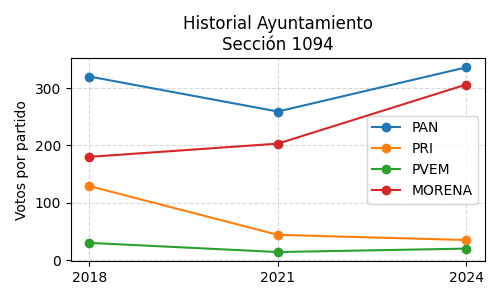 Historial Ayuntamiento
Sección 1094
Votos por partido
300
200
100
0
PAN
PRI
PVEM
MORENA
2018
2021
2024